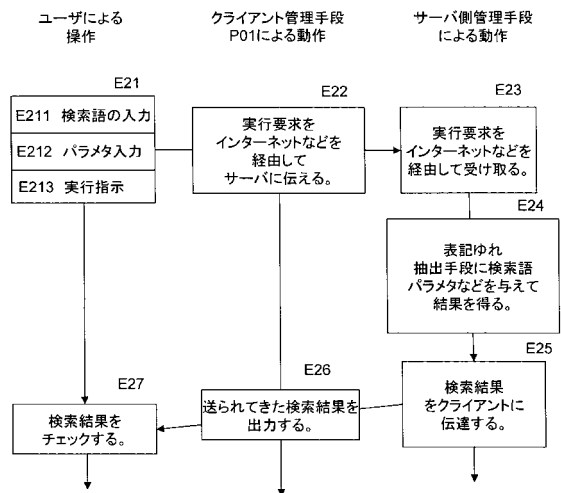 ユーザによる
操作
クライアント管理手段
P01による動作
サーバ側管理手段
による動作
E21
E211 検索語の入力
E212 パラメタ入力
E213 実行指示
E22
実行要求を
インターネットなどを
経由して
サーバに伝える。
E23
実行要求を
インターネットなどを
経由して受け取る。
E24
表記ゆれ
抽出手段に検索語
パラメタなどを与えて
結果を得る。
E25
検索結果
をクライアントに
伝達する。
E26
送られてきた検索結果を
出力する。
E27
検索結果を
チェックする。